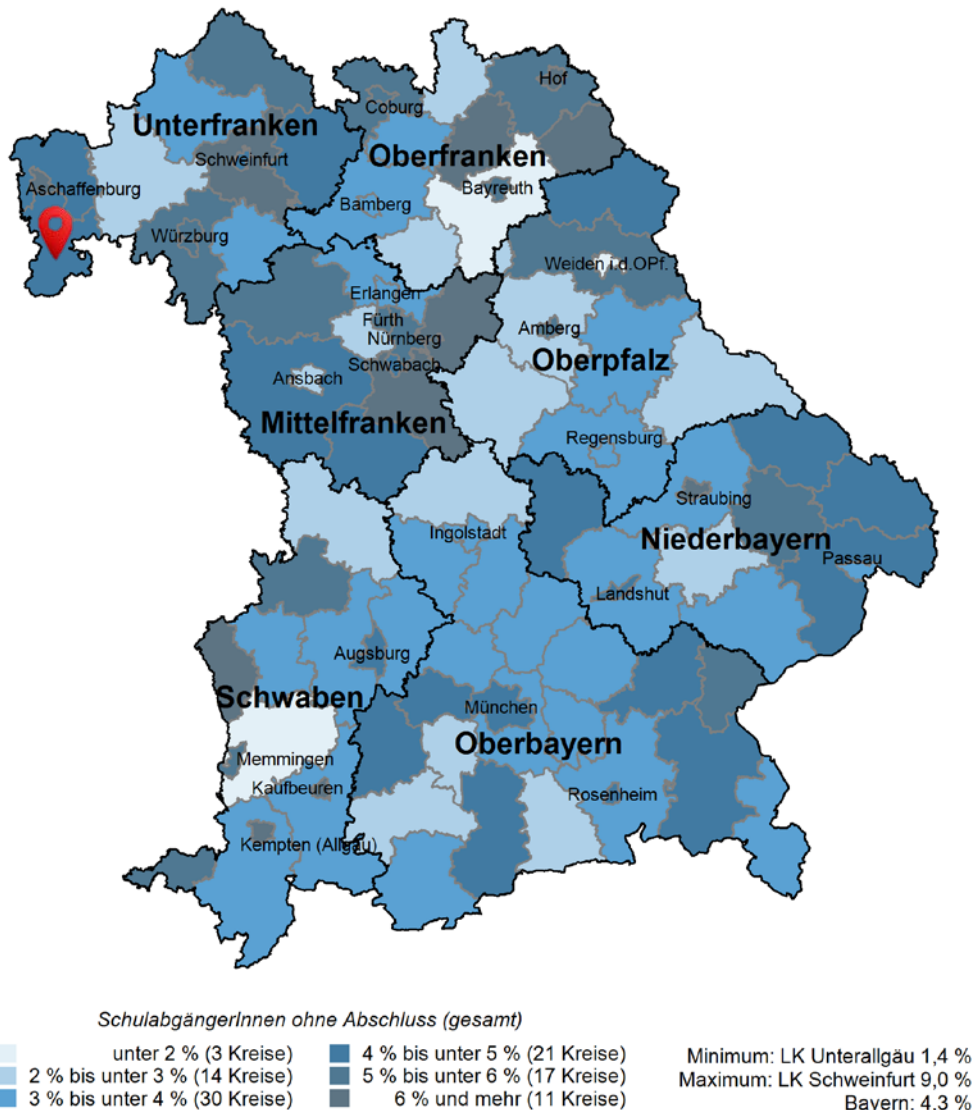 Hof
Coburg
Unterfranken
Oberfranken
Schweinfurt
Aschaffenburg
Bayreuth
Bamberg
Würzburg
Weiden i.d.OPf.
Erlangen
Fürth
Amberg
Nürnberg
Oberpfalz
Schwabach
Ansbach
Mittelfranken
Regensburg
Straubing
Ingolstadt
Niederbayern
Passau
Landshut
Augsburg
Schwaben
München
Oberbayern
Memmingen
Kaufbeuren
Rosenheim
Kempten (Allgäu)
SchulabgängerInnen ohne Abschluss (gesamt)
unter 2 % (3 Kreise)
2 % bis unter 3 % (14 Kreise)
3 % bis unter 4 % (30 Kreise)
4 % bis unter 5 % (21 Kreise)
5 % bis unter 6 % (17 Kreise)
6 % und mehr (11 Kreise)
Minimum: LK Unterallgäu 1,4 %
Maximum: LK Schweinfurt 9,0 %
Bayern: 4,3 %